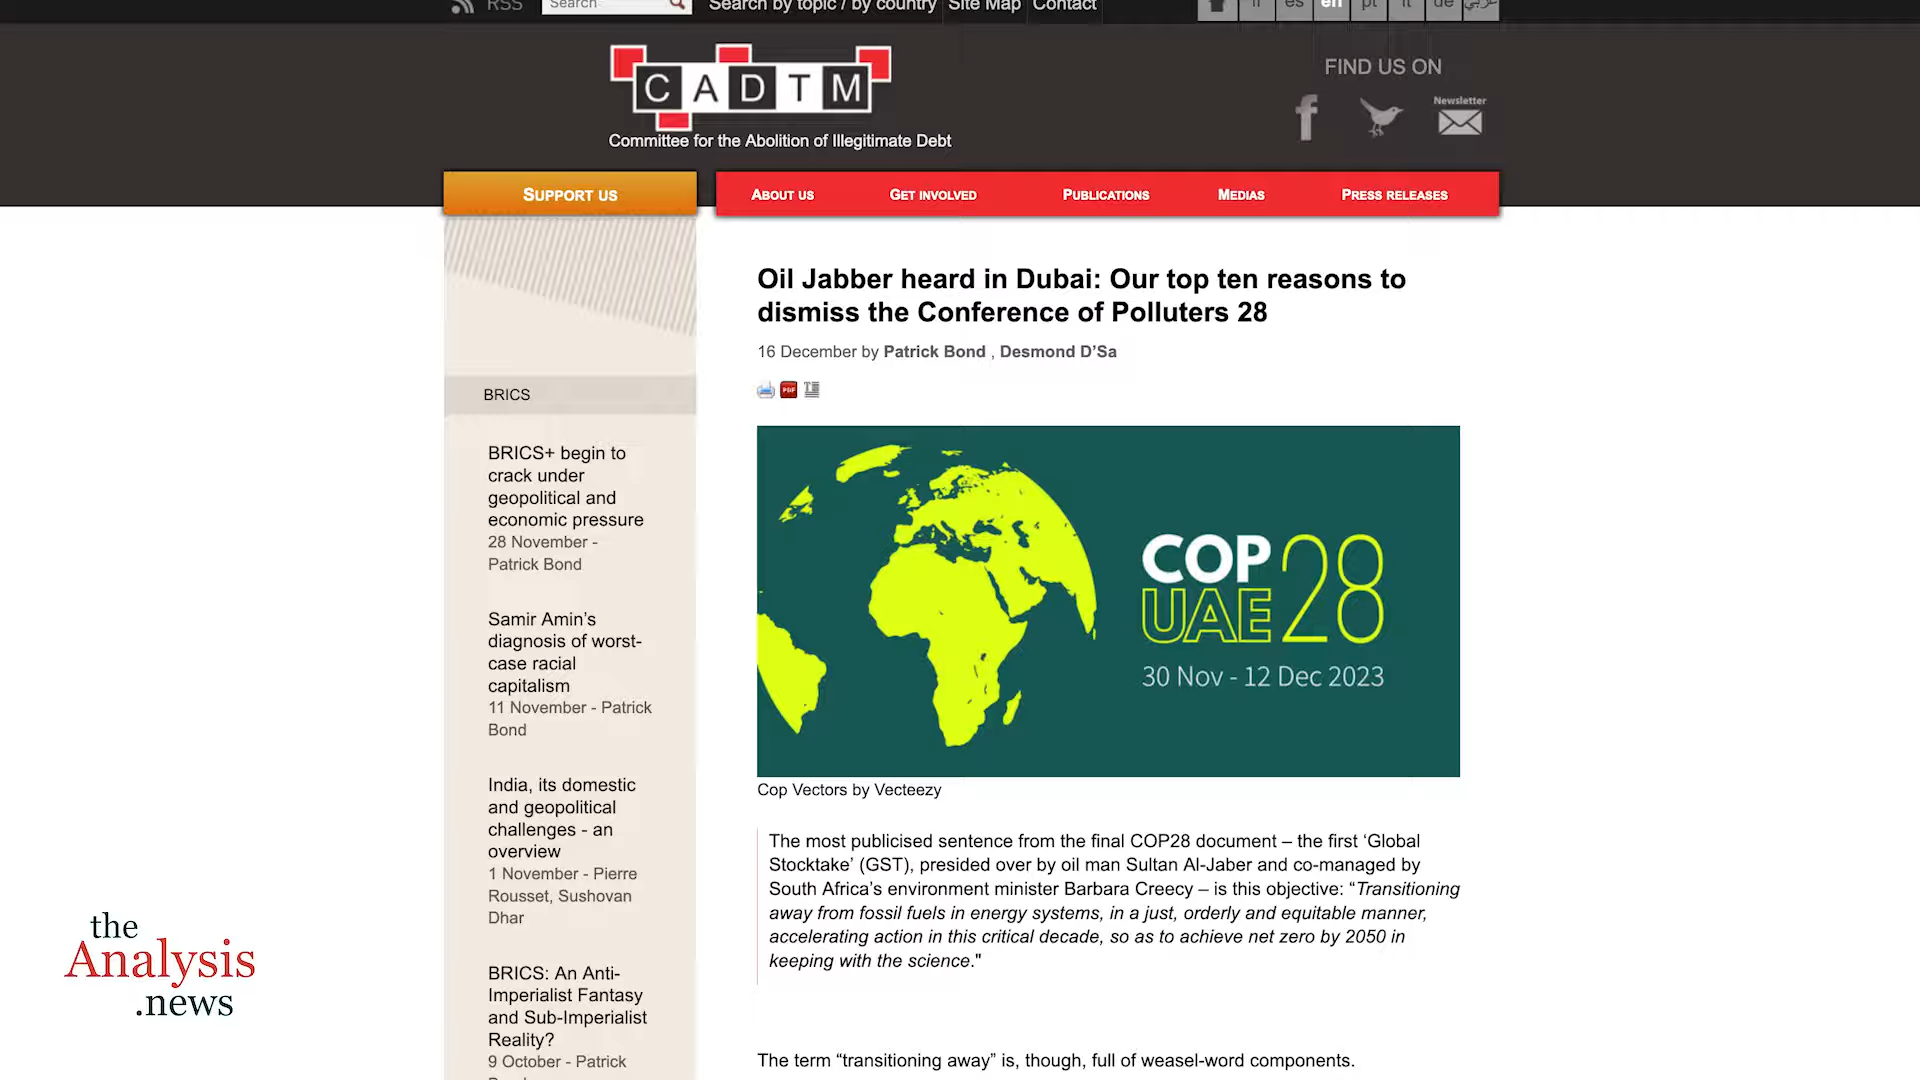 RSS
Search
Search by topic / by country
Site Map
Contact
fr
es
en
pt
it
de
عربي
CADTM
Committee for the Abolition of Illegitimate Debt
FIND US ON
Newsletter
SUPPORT US
ABOUT US
GET INVOLVED
PUBLICATIONS
MEDIAS
PRESS RELEASES
Oil Jabber heard in Dubai: Our top ten reasons to
dismiss the Conference of Polluters 28
16 December by Patrick Bond , Desmond D’Sa
PDF
COP
UAE
28
30 Nov - 12 Dec 2023
Cop Vectors by Vecteezy
The most publicised sentence from the final COP28 document – the first ‘Global
Stocktake’ (GST), presided over by oil man Sultan Al-Jaber and co-managed by
South Africa’s environment minister Barbara Creecy – is this objective: “Transitioning
away from fossil fuels in energy systems, in a just, orderly and equitable manner,
accelerating action in this critical decade, so as to achieve net zero by 2050 in
keeping with the science."
The term “transitioning away” is, though, full of weasel-word components.
BRICS
BRICS+ begin to
crack under
geopolitical and
economic pressure
28 November -
Patrick Bond
Samir Amin’s
diagnosis of worst-
case racial
capitalism
11 November - Patrick
Bond
India, its domestic
and geopolitical
challenges - an
overview
1 November - Pierre
Rousset, Sushovan
Dhar
BRICS: An Anti-
Imperialist Fantasy
and Sub-Imperialist
Reality?
9 October - Patrick
the
Analysis
.news